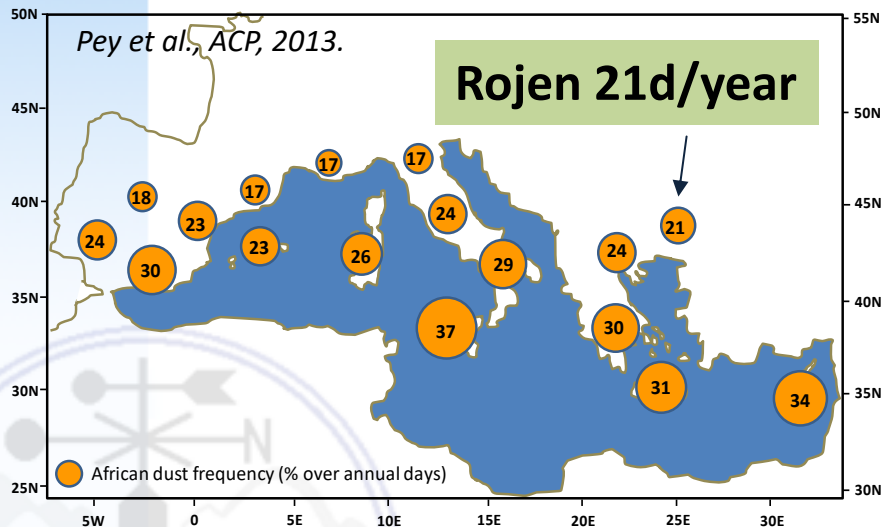 50N
55N
Pey et al., ACP, 2013.
Rojen 21d/year
45N
50N
17
17
17
18
40N
45N
23
24
21
24
23
24
30
26
29
35N
40N
37
30
31
34
30N
35N
N
African dust frequency (% over annual days)
25N
30N
5W 0 5E 10E 15E 20E 25E 30E